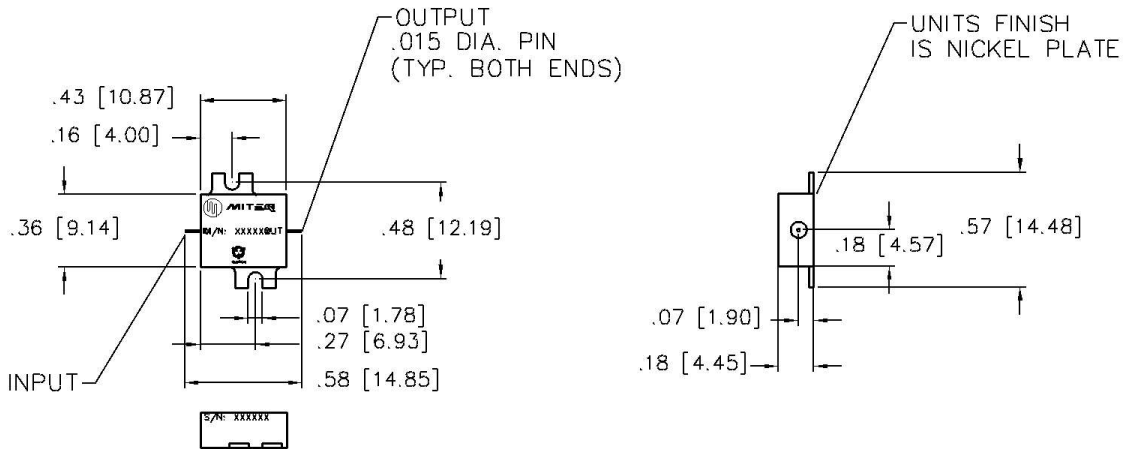 OUTPUT
.015 DIA. PIN
(TYP. BOTH ENDS)
UNITS FINISH
IS NICKEL PLATE
.43 [10.87]
.16 [4.00]
.36 [9.14]
MITEQ
M/N: XXXXXOUT
.48 [12.19]
.07 [1.78]
.27 [6.93]
.58 [14.85]
INPUT
S/N: XXXXXX
.57 [14.48]
.18 [4.57]
.07 [1.90]
.18 [4.45]